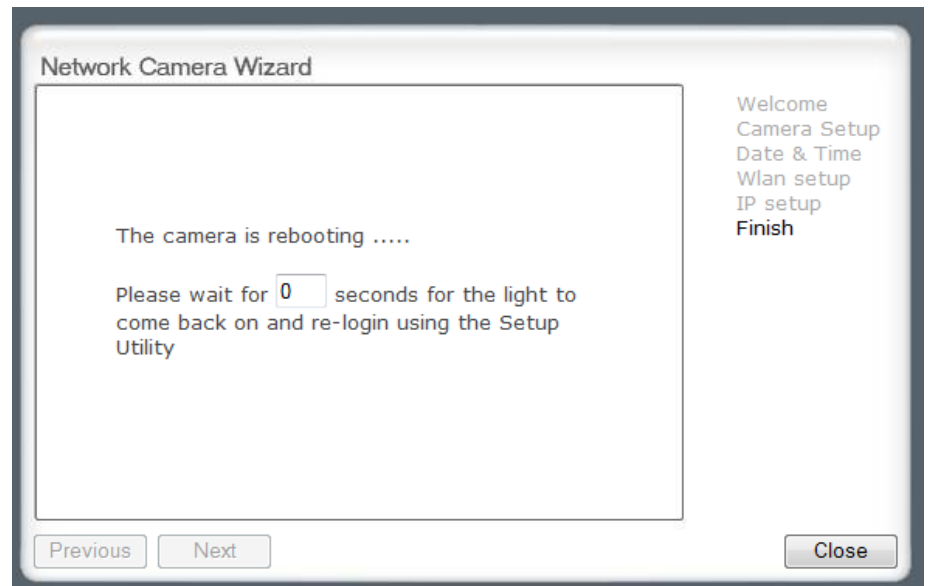 Network Camera Wizard
The camera is rebooting .....
Please wait for 0 seconds for the light to
come back on and re-login using the Setup
Utility
Welcome
Camera Setup
Date & Time
Wlan setup
IP setup
Finish
Previous
Next
Close